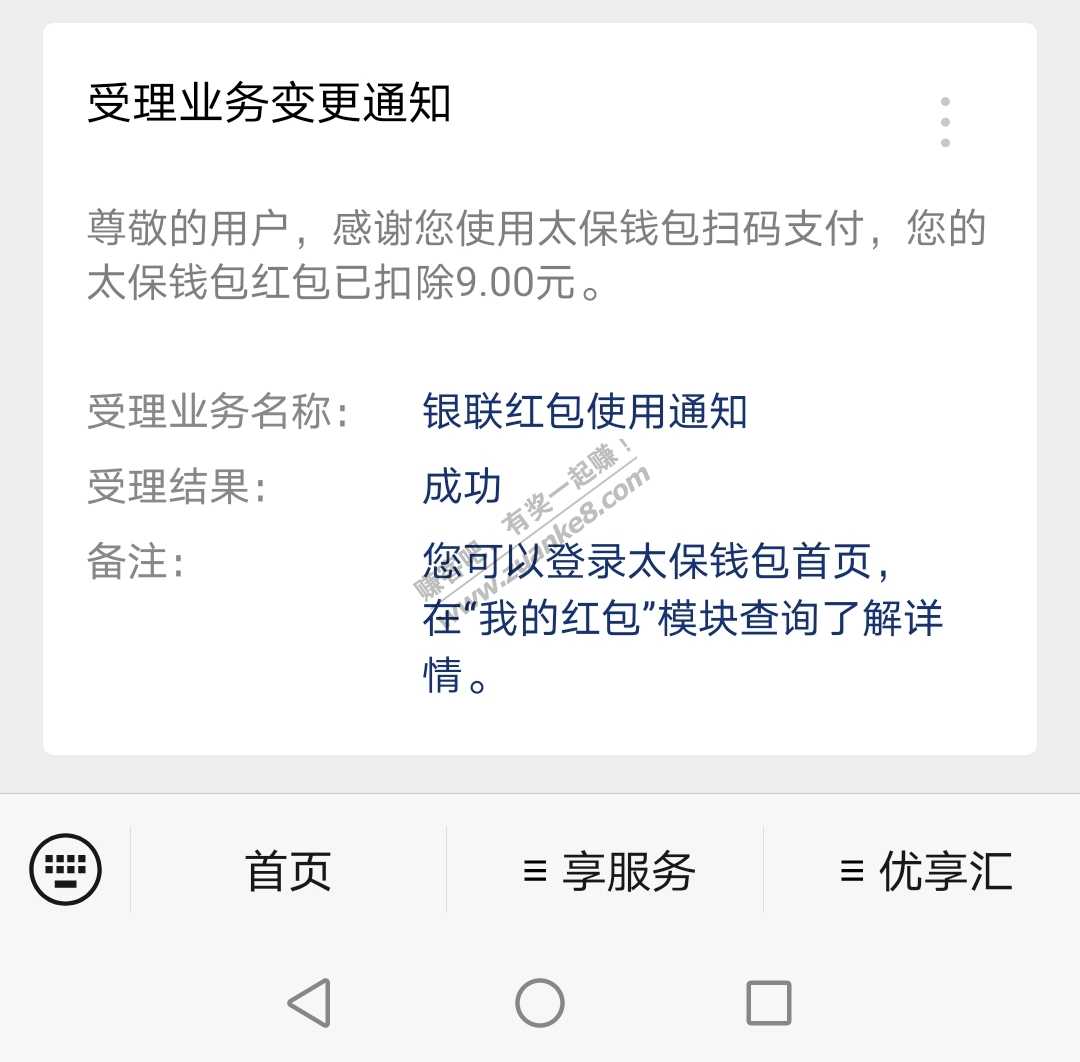 受理业务变更通知
尊敬的用户，感谢您使用太保钱包扫码支付，您的
太保钱包红包已扣除9.00元。
受理业务名称： 银联红包使用通知
受理结果： 成功
备注： 您可以登录太保钱包首页，
在“我的红包”模块查询了解详
情。
赚客吧 有奖一起赚！
www.zuanke8.com
首页 享服务 优享汇